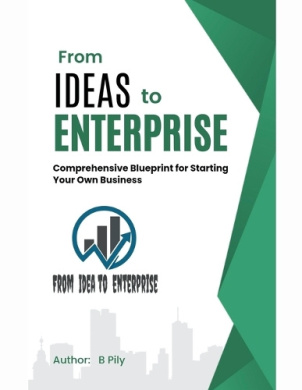 From
IDEAS to
ENTERPRISE
Comprehensive Blueprint for Starting
Your Own Business
FROM IDEA TO ENTERPRISE
Author: B Pily